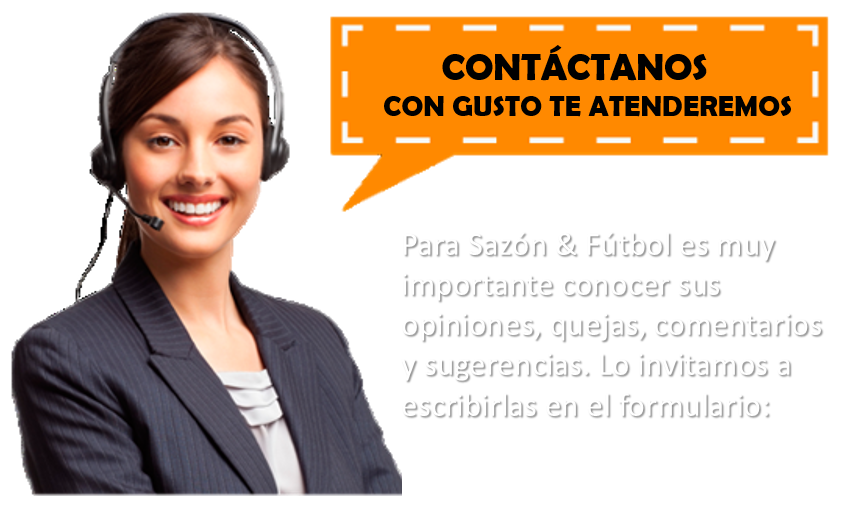 CONTÁCTANOS
CON GUSTO TE ATENDEREMOS
Para Sazón & Fútbol es muy
importante conocer sus
opiniones, quejas, comentarios
y sugerencias. Lo invitamos a
escribirlas en el formulario: